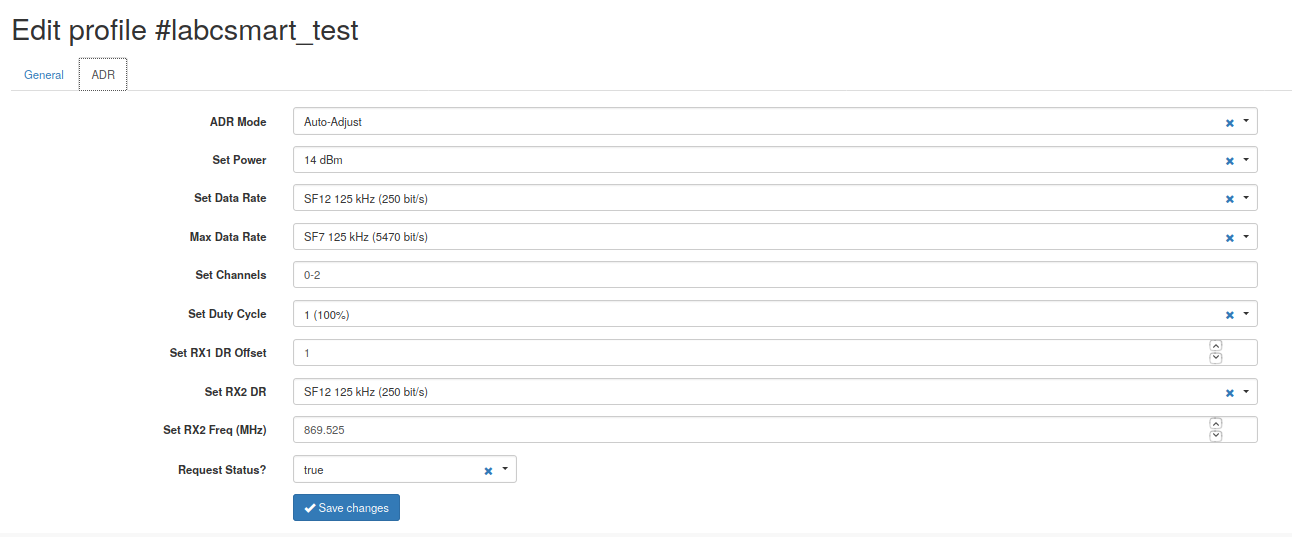 Edit profile #labcsmart_test
General ADR
ADR Mode Auto-Adjust
Set Power 14 dBm
Set Data Rate SF12 125 kHz (250 bit/s)
Max Data Rate SF7 125 kHz (5470 bit/s)
Set Channels 0-2
Set Duty Cycle 1 (100%)
Set RX1 DR Offset 1
Set RX2 DR SF12 125 kHz (250 bit/s)
Set RX2 Freq (MHz) 869.525
Request Status? true
Save changes